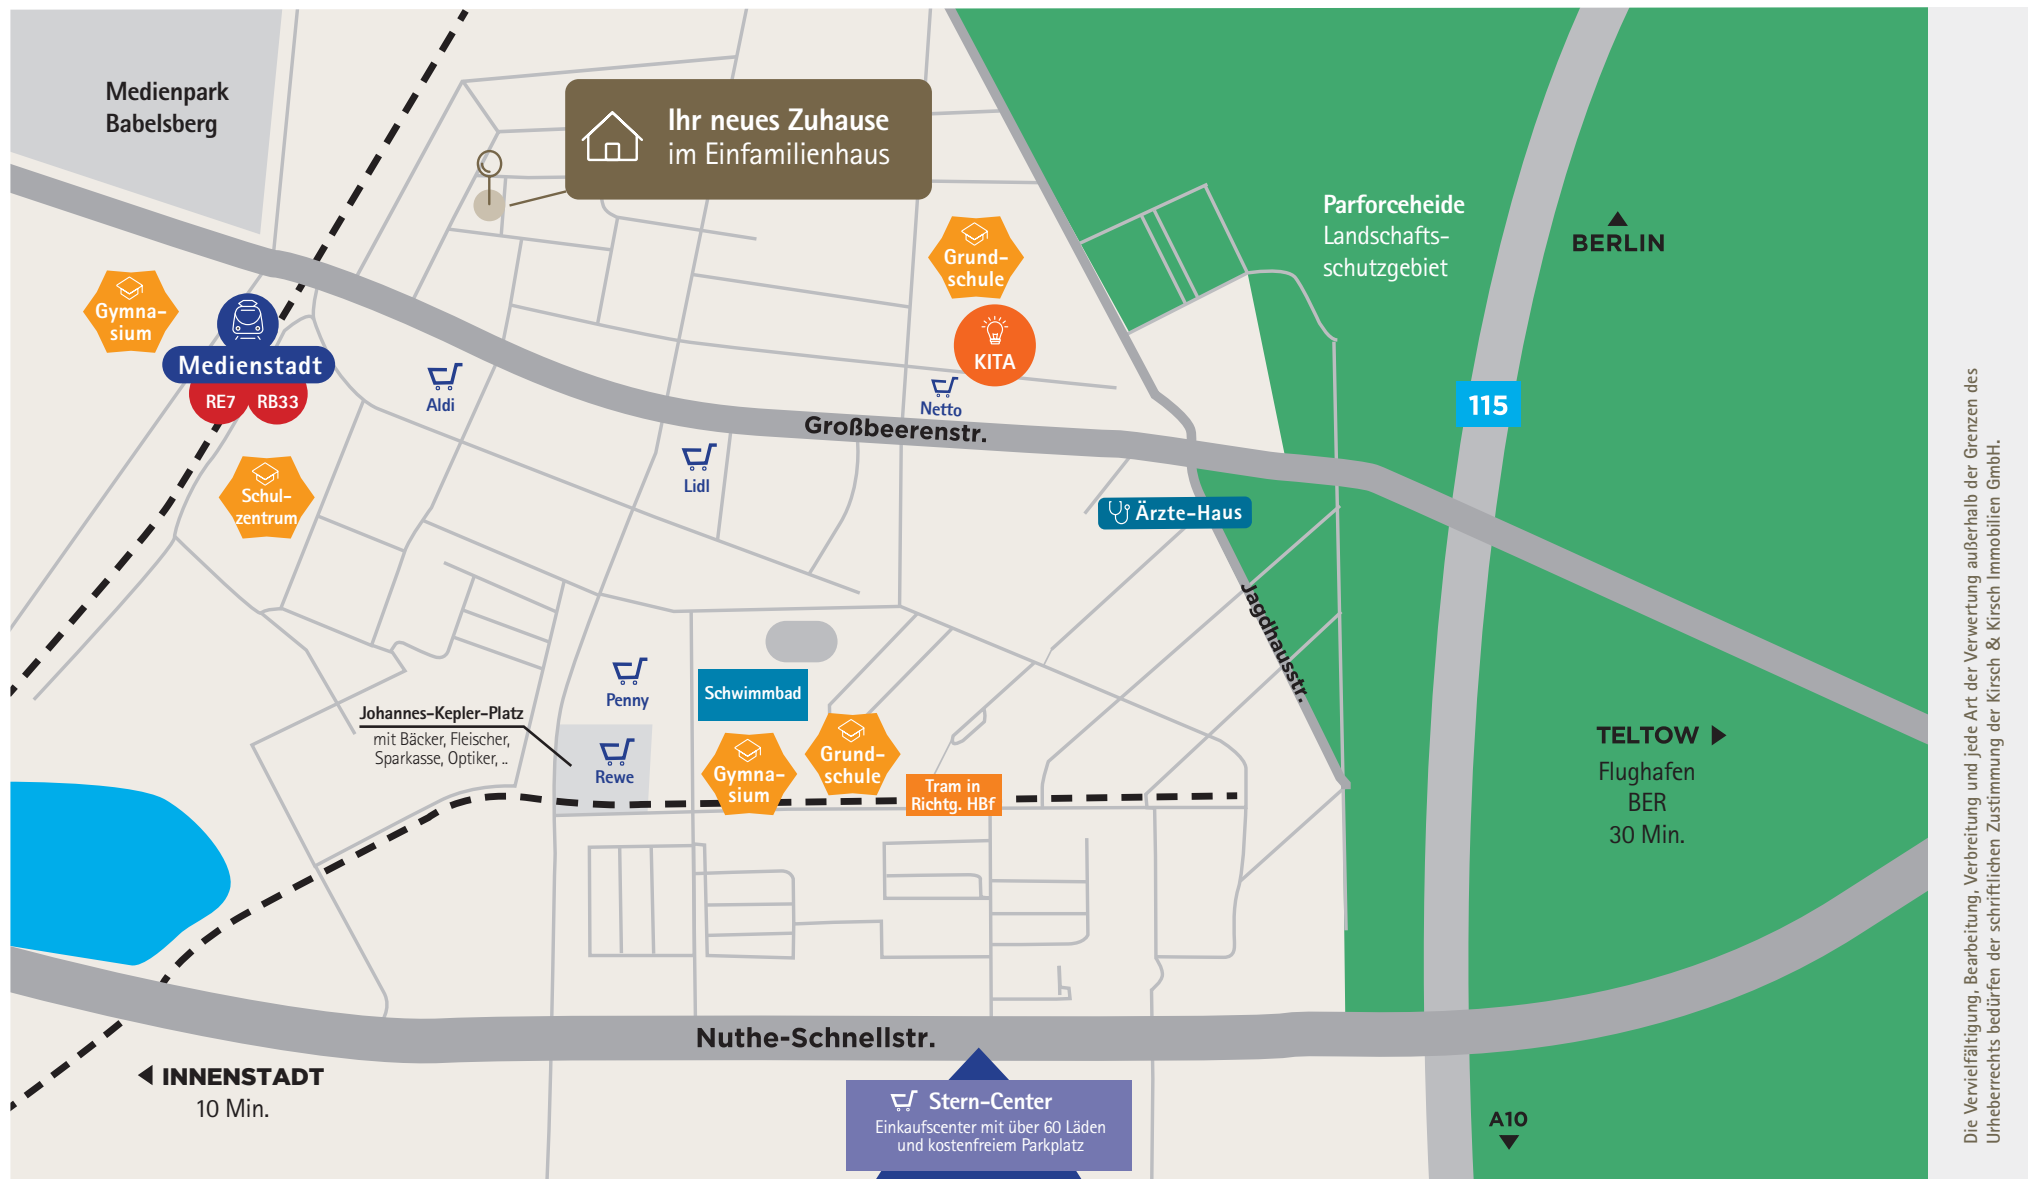 Medienpark
Babelsberg
Ihr neues Zuhause
im Einfamilienhaus
Parforceheide
Landschafts-
schutzgebiet
BERLIN
Grund-
schule
KITA
Gymna-
sium
Medienstadt
RE7
RB33
Aldi
Netto
Großbeerenstr.
115
Lidl
Schul-
zentrum
Ärzte-Haus
Jagdhausstr.
Penny
Schwimmbad
Johannes-Kepler-Platz
mit Bäcker, Fleischer,
Sparkasse, Optiker, ..
Rewe
Gymna-
sium
Grund-
schule
Tram in
Richtg. HBf
TELTOW
Flughafen
BER
30 Min.
Nuthe-Schnellstr.
INNENSTADT
10 Min.
Stern-Center
Einkaufscenter mit über 60 Läden
und kostenfreiem Parkplatz
A10
Die Vervielfältigung, Bearbeitung, Verbreitung und jede Art der Verwertung außerhalb der Grenzen des
Urheberrechts bedürfen der schriftlichen Zustimmung der Kirsch & Kirsch Immobilien GmbH.